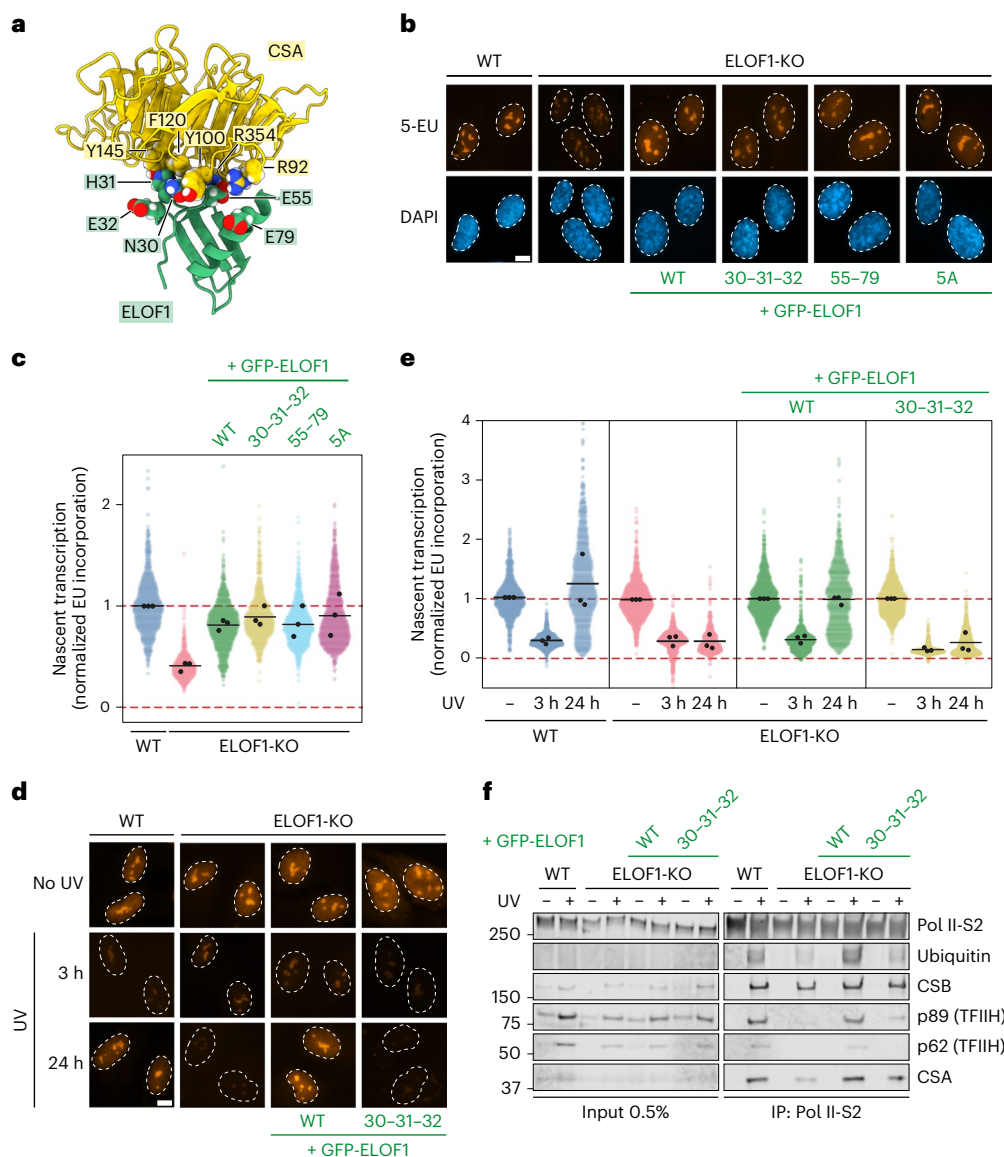 a
CSA
F120
Y100
R354
Y145
R92
H31
E55
E32
N30
E79
ELOF1
b
WT
ELOF1-KO
5-EU
DAPI
WT
30–31–32
55–79
5A
+ GFP-ELOF1
c
+ GFP-ELOF1
WT
30–31–32
55–79
5A
Nascent transcription
(normalized EU incorporation)
2
1
0
WT
ELOF1-KO
e
+ GFP-ELOF1
WT
30–31–32
Nascent transcription
(normalized EU incorporation)
4
3
2
1
0
UV
– 3 h 24 h – 3 h 24 h – 3 h 24 h – 3 h 24 h
WT
ELOF1-KO
d
WT
ELOF1-KO
No UV
UV
3 h
24 h
WT
30–31–32
+ GFP-ELOF1
f
+ GFP-ELOF1
WT
30–31–32
WT
30–31–32
WT
ELOF1-KO
WT
ELOF1-KO
UV
– + – + – + – + – + – + – + – +
250
Pol II-S2
Ubiquitin
150
CSB
75
p89 (TFIIH)
50
p62 (TFIIH)
37
CSA
Input 0.5%
IP: Pol II-S2